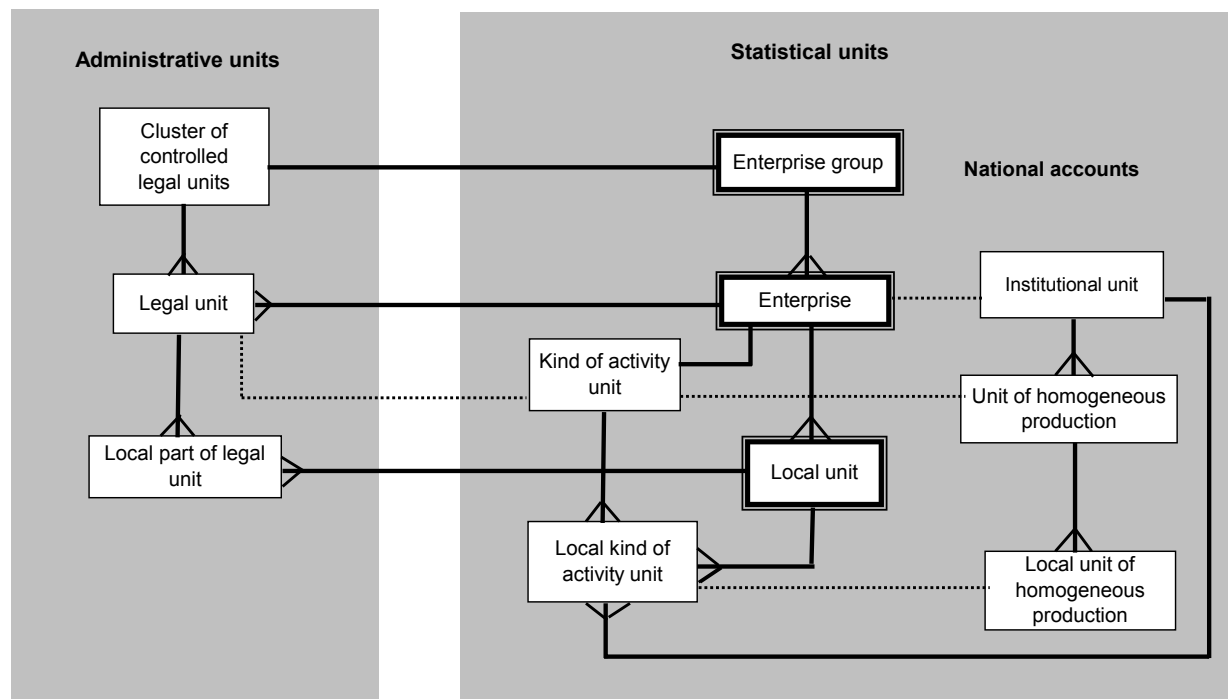 Administrative units
Statistical units
Cluster of
controlled
legal units
Enterprise group
National accounts
Legal unit
Enterprise
Institutional unit
Kind of activity
unit
Unit of homogeneous
production
Local part of legal
unit
Local unit
Local kind of
activity unit
Local unit of
homogeneous
production